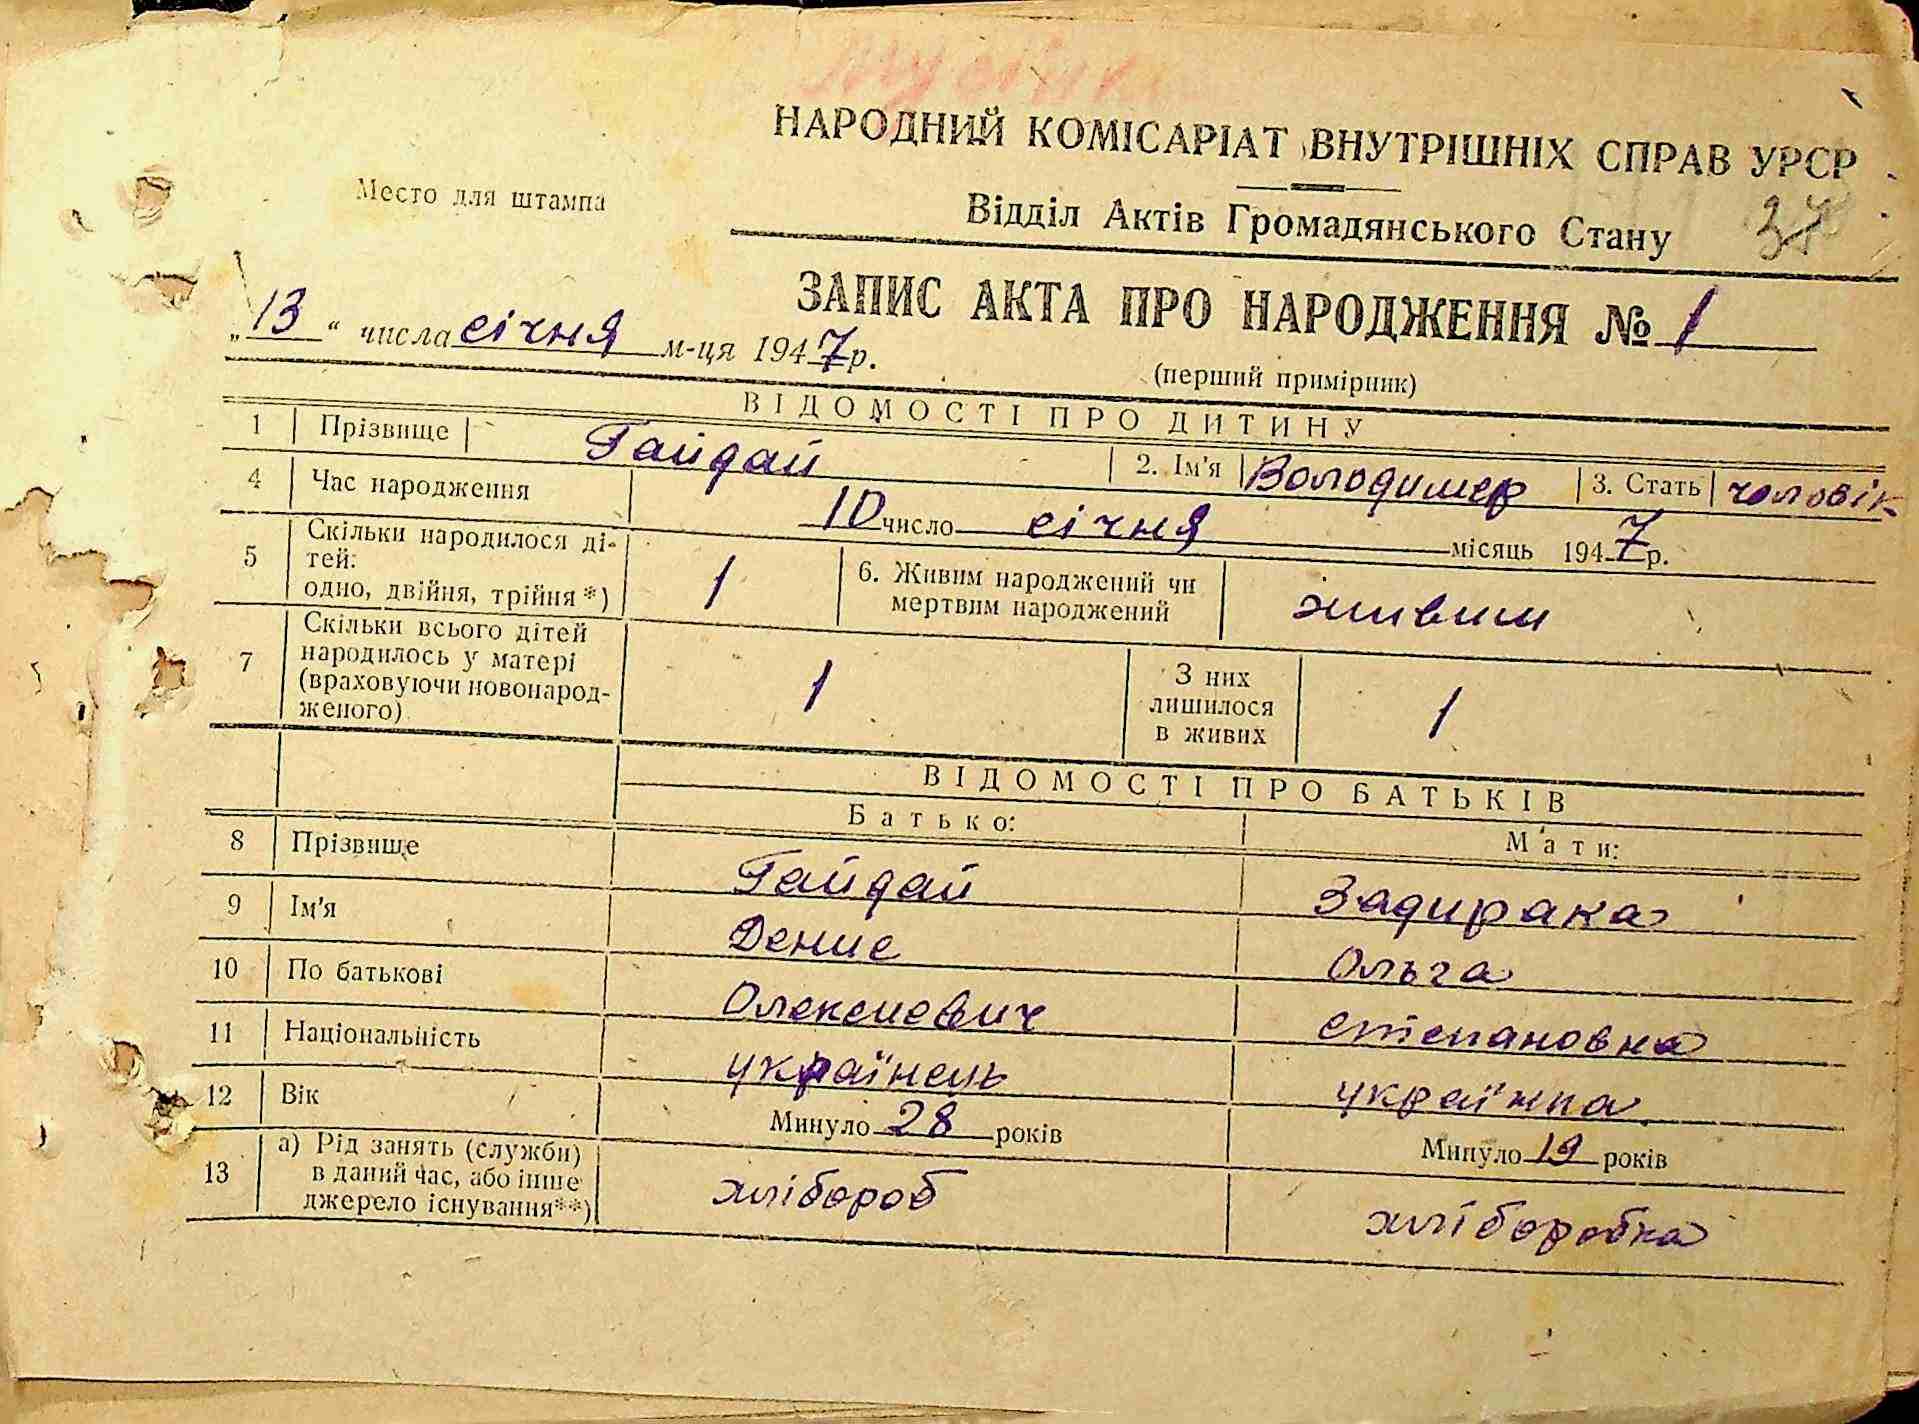 НАРОДНИЙ КОМІСАРІАТ ВНУТРІШНІХ СПРАВ УРСР
Место для штампа
Відділ Актів Громадянського Стану
37
ЗАПИС АКТА ПРО НАРОДЖЕННЯ № 1
„13“ числа січня м-ця 1947 р.
(перший примірник)
ВІДОМОСТІ ПРО ДИТИНУ
1 Прізвище Гайдай 2. Ім'я Володимер 3. Стать чоловік
4 Час народження 10 число січня місяць 1947 р.
5 Скільки народилося ді-
тей:
одно, двійня, трійня*) 1 6. Живим народжений чи
мертвим народжений живим
7 Скільки всього дітей
народилось у матері
(враховуючи новонарод-
женого) 1 З них
лишилося
в живих 1
ВІДОМОСТІ ПРО БАТЬКІВ
Батько: Мати:
8 Прізвище Гайдай Задирака
9 Ім'я Денис Ольга
10 По батькові Олексиевич Степановна
11 Національність українець українка
12 Вік Минуло 28 років Минуло 19 років
13 а) Рід занять (служби)
в даний час, або інше
джерело існування**) хлібороб хліборобка